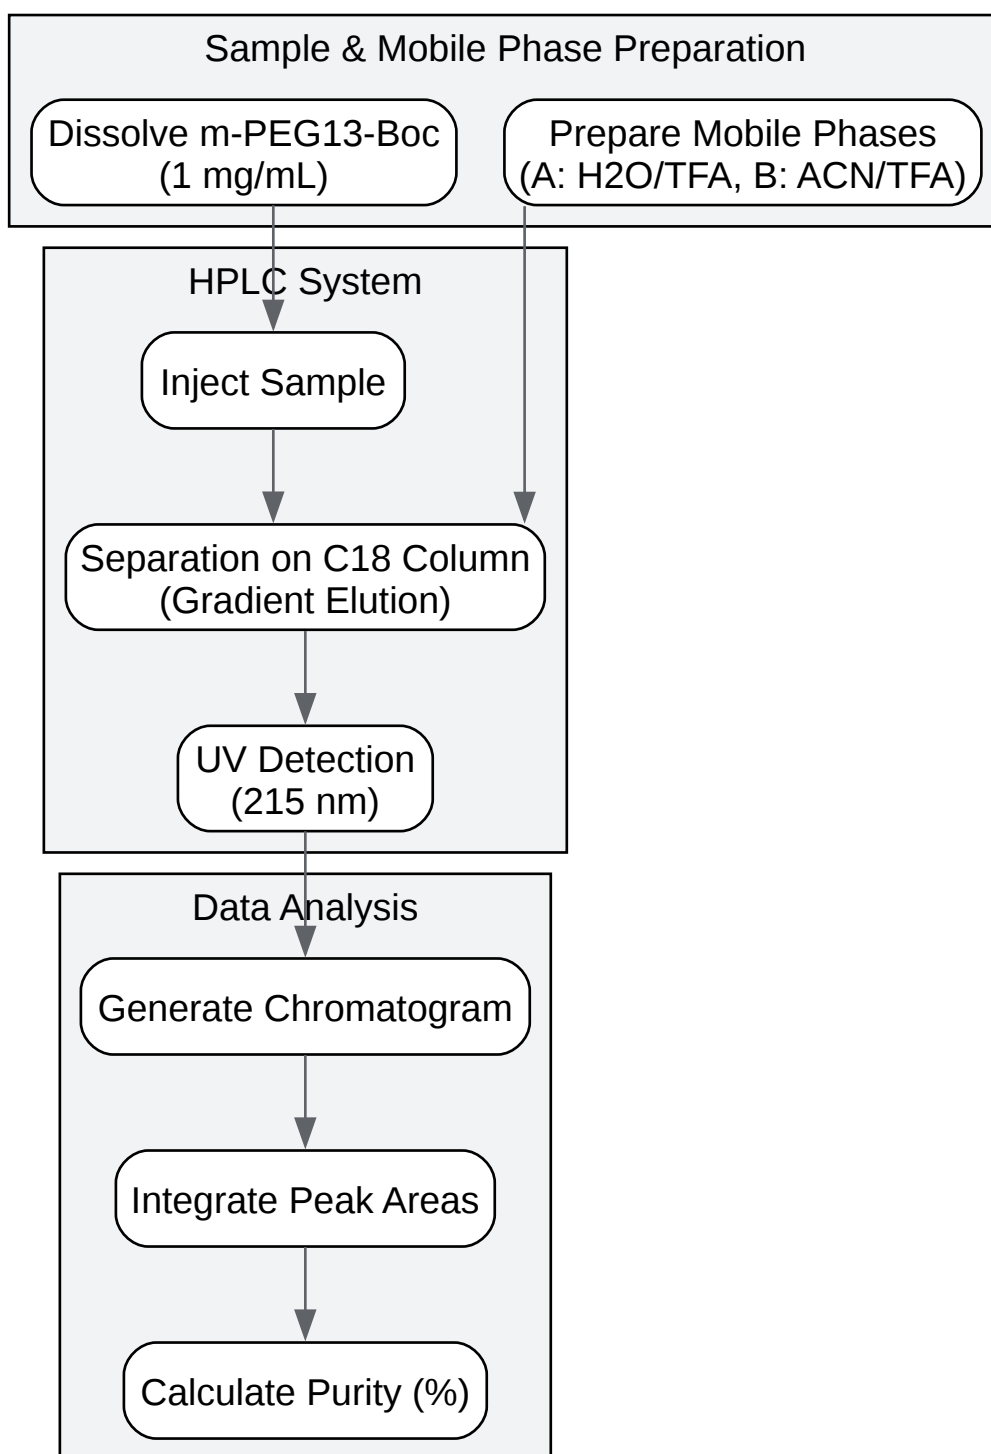 Sample & Mobile Phase Preparation
Dissolve m-PEG13-Boc
(1 mg/mL)
Prepare Mobile Phases
(A: H2O/TFA, B: ACN/TFA)
HPLC System
Inject Sample
Separation on C18 Column
(Gradient Elution)
UV Detection
(215 nm)
Data Analysis
Generate Chromatogram
Integrate Peak Areas
Calculate Purity (%)